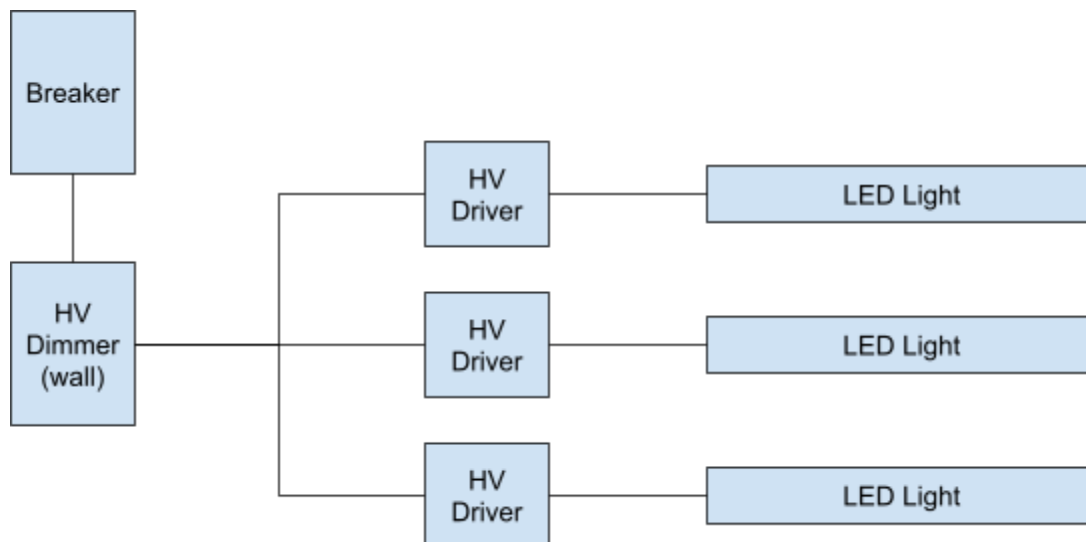 Breaker
HV
Dimmer
(wall)
HV
Driver
LED Light
HV
Driver
LED Light
HV
Driver
LED Light